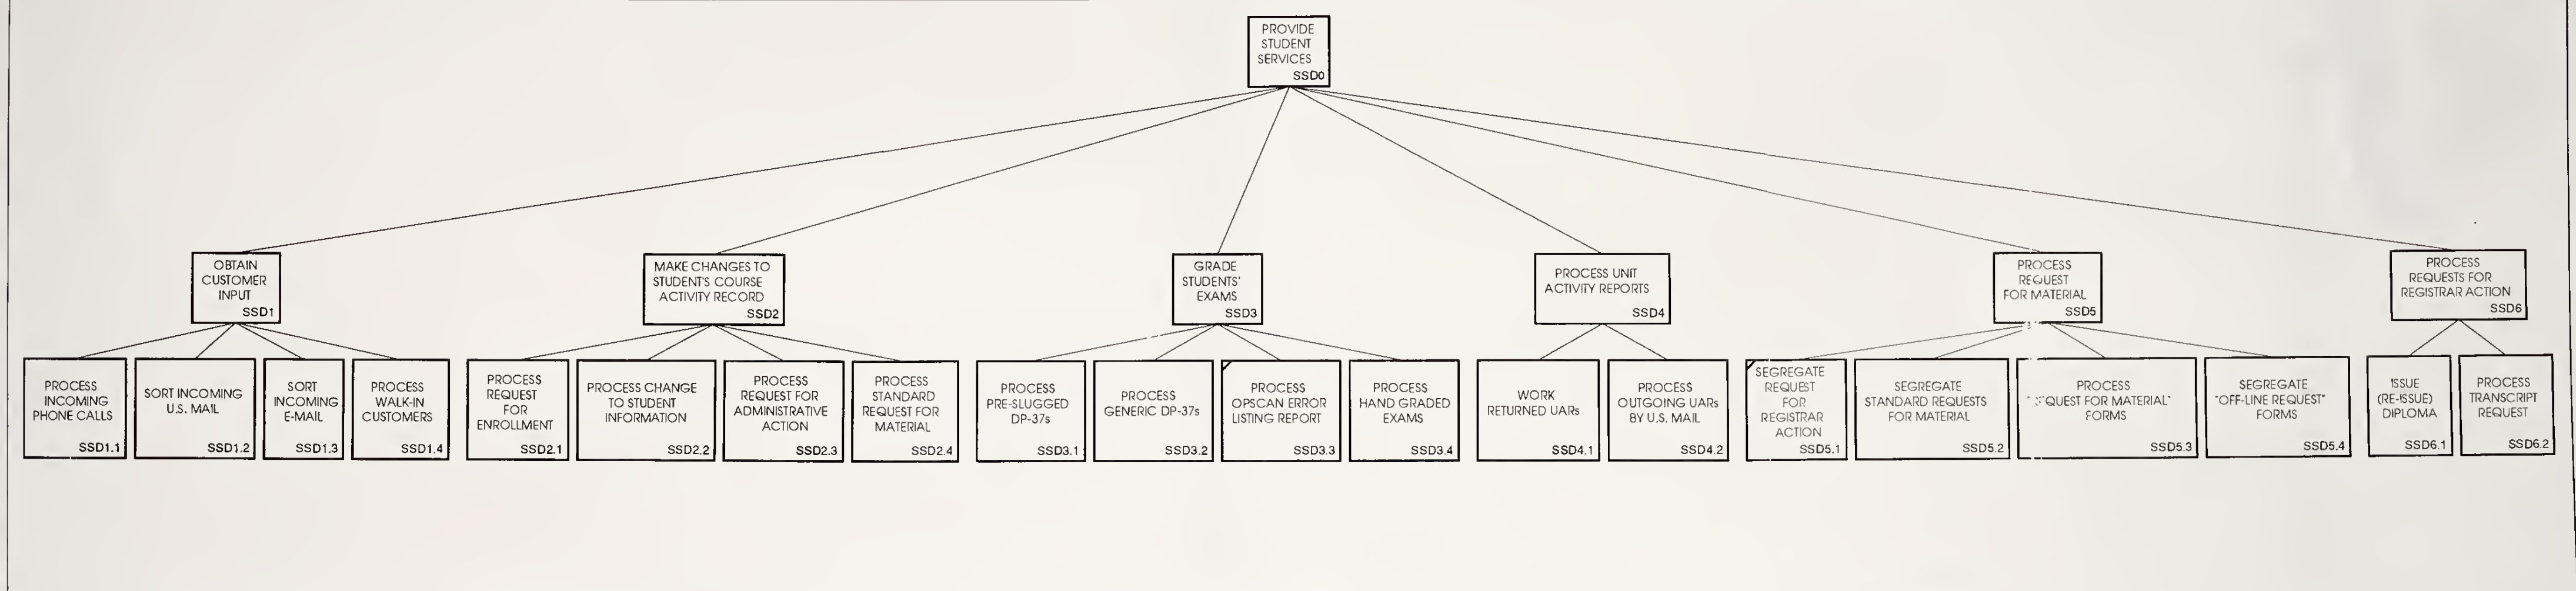 PROVIDE
STUDENT
SERVICES
SSD0
OBTAIN
CUSTOMER
INPUT
SSD1
MAKE CHANGES TO
STUDENT'S COURSE
ACTIVITY RECORD
SSD2
GRADE
STUDENTS'
EXAMS
SSD3
PROCESS UNIT
ACTIVITY REPORTS
SSD4
PROCESS
REQUEST
FOR MATERIAL
SSD5
PROCESS
REQUESTS FOR
REGISTRAR ACTION
SSD6
PROCESS
INCOMING
PHONE CALLS
SSD1.1
SORT INCOMING
U.S. MAIL
SSD1.2
SORT
INCOMING
E-MAIL
SSD1.3
PROCESS
WALK-IN
CUSTOMERS
SSD1.4
PROCESS
REQUEST
FOR
ENROLLMENT
SSD2.1
PROCESS CHANGE
TO STUDENT
INFORMATION
SSD2.2
PROCESS
REQUEST FOR
ADMINISTRATIVE
ACTION
SSD2.3
PROCESS
STANDARD
REQUEST FOR
MATERIAL
SSD2.4
PROCESS
PRE-SLUGGED
DP-37s
SSD3.1
PROCESS
GENERIC DP-37s
SSD3.2
PROCESS
OPSCAN ERROR
LISTING REPORT
SSD3.3
PROCESS
HAND GRADED
EXAMS
SSD3.4
WORK
RETURNED UARs
SSD4.1
PROCESS
OUTGOING UARs
BY U.S. MAIL
SSD4.2
SEGREGATE
REQUEST
FOR
REGISTRAR
ACTION
SSD5.1
SEGREGATE
STANDARD REQUESTS
FOR MATERIAL
SSD5.2
PROCESS
FOR MATERIAL"
FORMS
SSD5.3
SEGREGATE
"OFF-LINE REQUEST"
FORMS
SSD5.4
ISSUE
(RE-ISSUE)
DIPLOMA
SSD6.1
PROCESS
TRANSCRIPT
REQUEST
SSD6.2